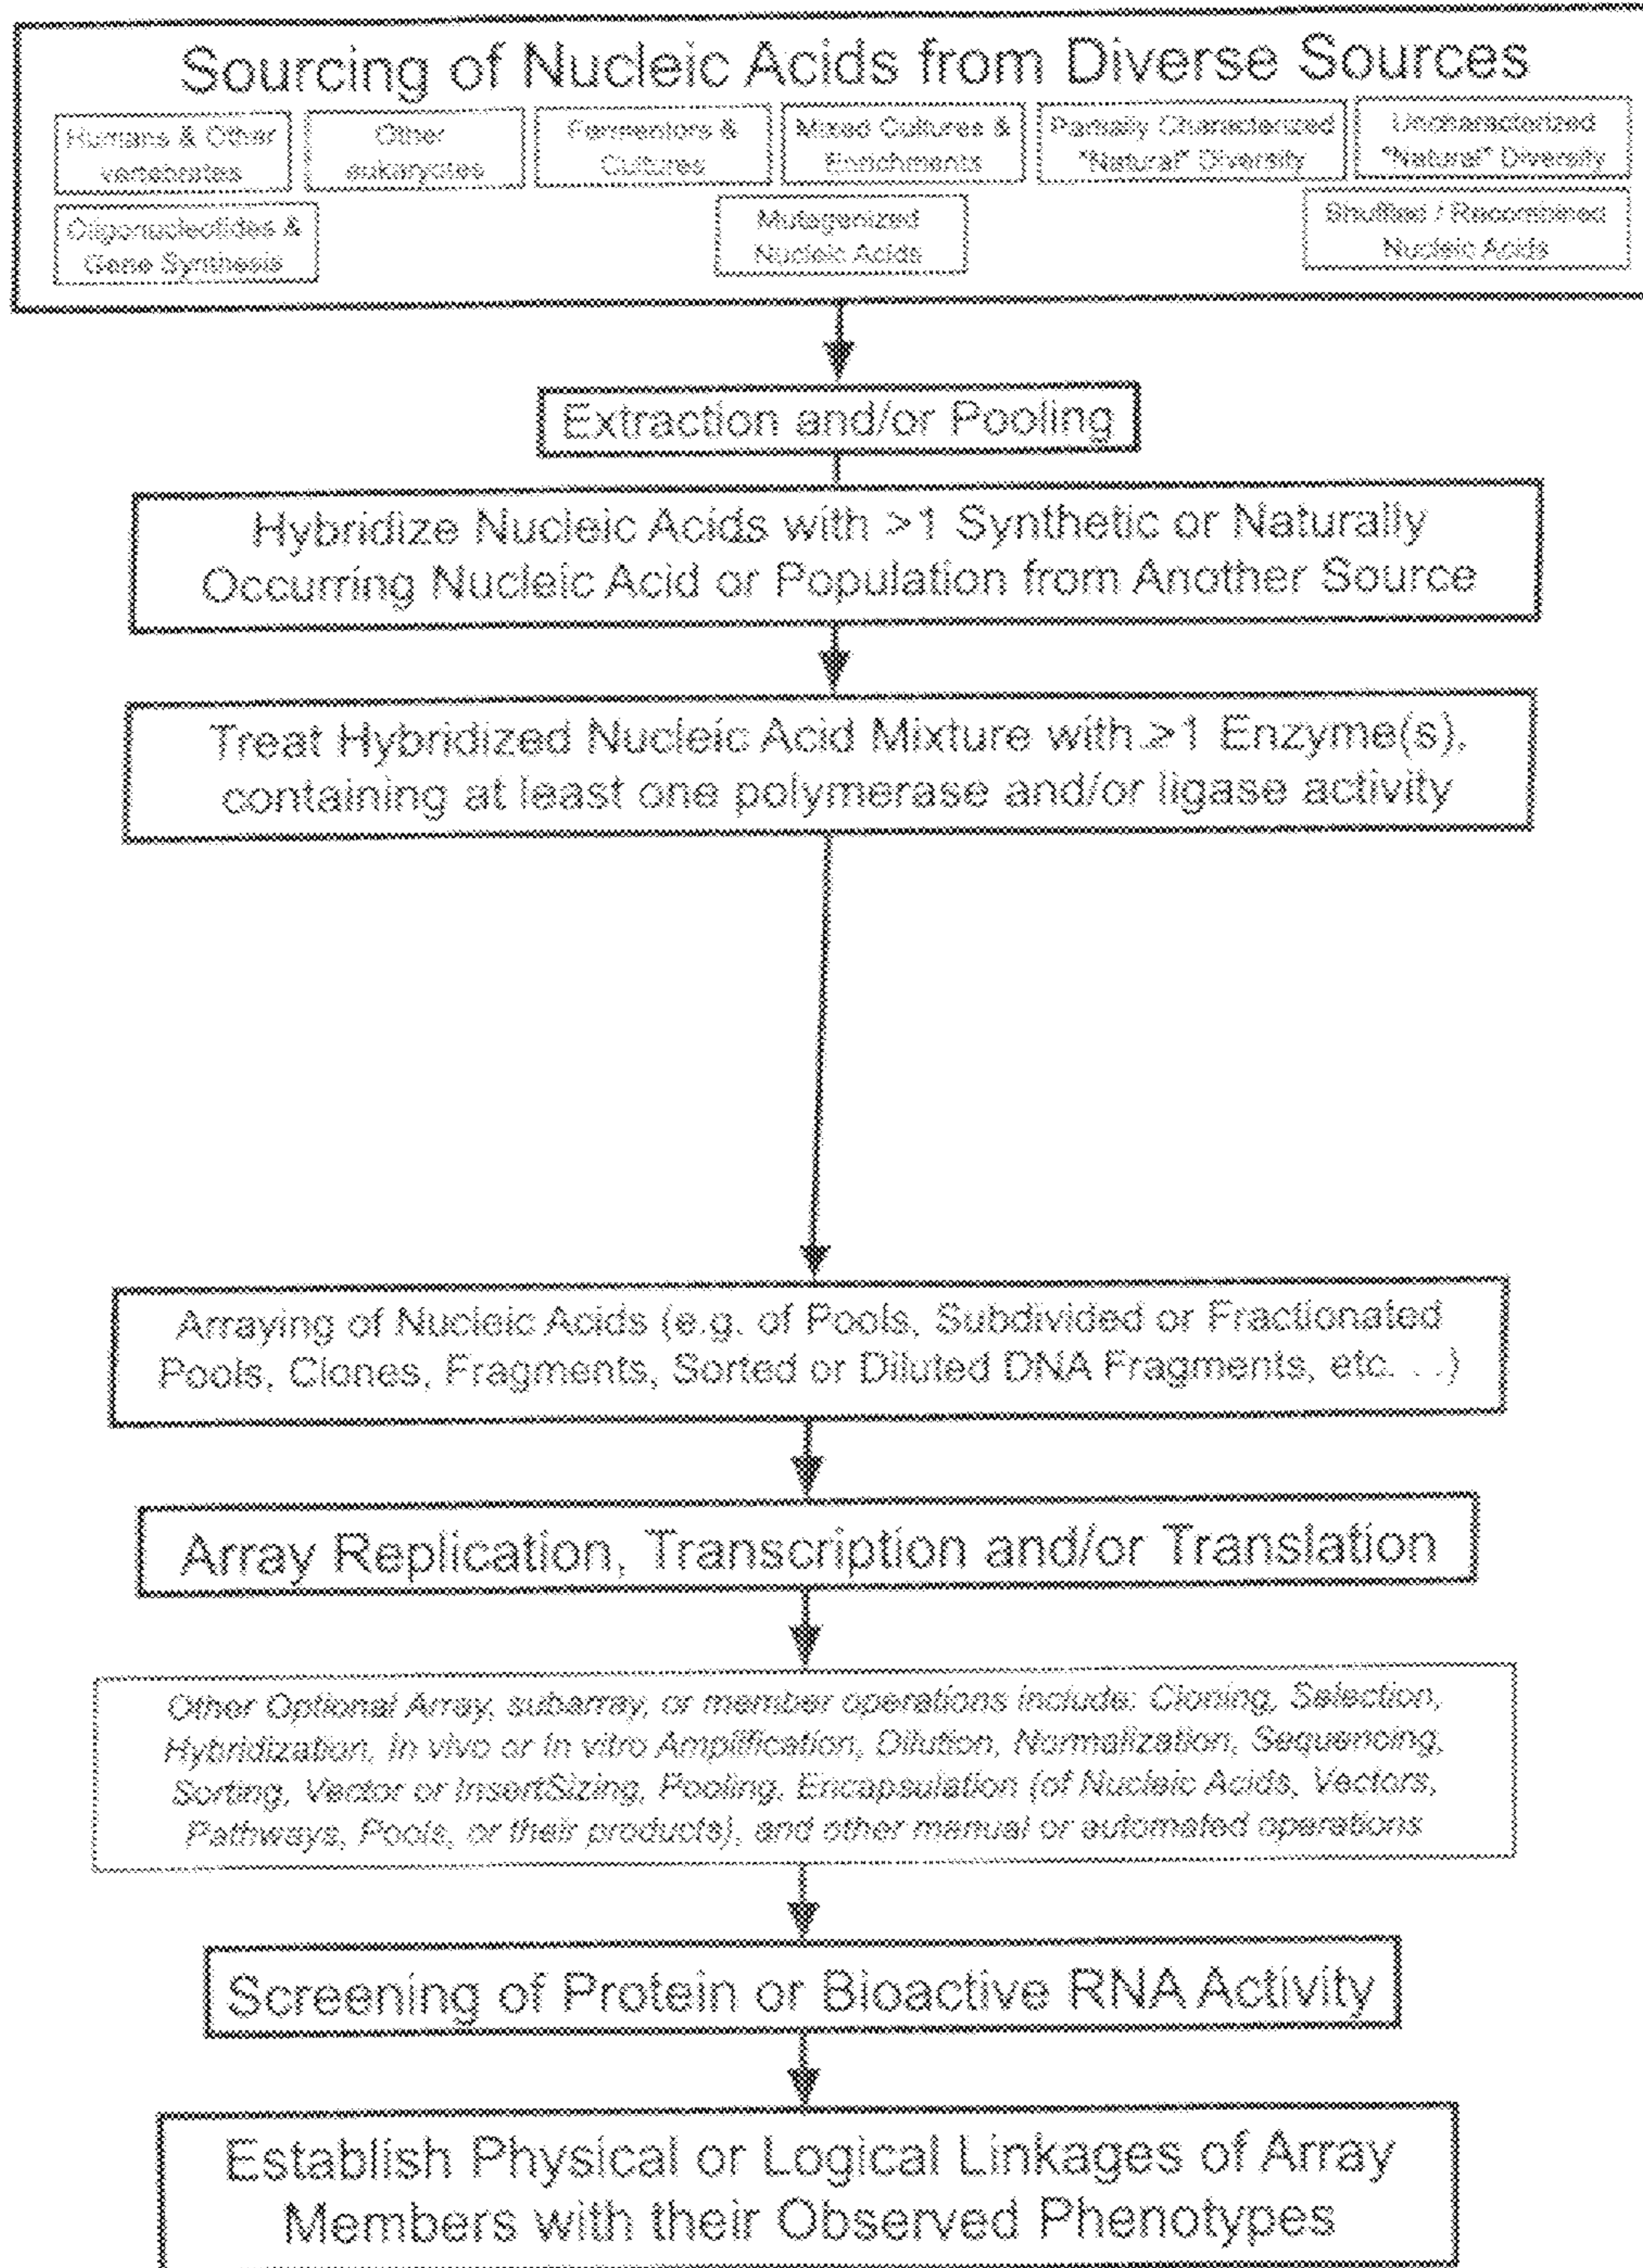 Sourcing of Nucleic Acids from Diverse Sources
Humans & Other
vertebrates
Other
eukaryotes
Fermentors &
Cultures
Mixed Cultures &
Enrichments
Partially Characterized
"Natural" Diversity
Uncharacterized
"Natural" Diversity
Oligonucleotides &
Gene Synthesis
Mutagenized
Nucleic Acids
Shuffled / Recombined
Nucleic Acids
Extraction and/or Pooling
Hybridize Nucleic Acids with >1 Synthetic or Naturally
Occurring Nucleic Acid or Population from Another Source
Treat Hybridized Nucleic Acid Mixture with ≥1 Enzyme(s),
containing at least one polymerase and/or ligase activity
Arraying of Nucleic Acids (e.g. of Pools, Subdivided or Fractionated
Pools, Clones, Fragments, Sorted or Diluted DNA Fragments, etc. . .)
Array Replication, Transcription and/or Translation
Other Optional Array, subarray, or member operations include: Cloning, Selection,
Hybridization, in vivo or in vitro Amplification, Dilution, Normalization, Sequencing,
Sorting, Vector or InsertSizing, Pooling, Encapsulation (of Nucleic Acids, Vectors,
Pathways, Pools, or their products), and other manual or automated operations
Screening of Protein or Bioactive RNA Activity
Establish Physical or Logical Linkages of Array
Members with their Observed Phenotypes